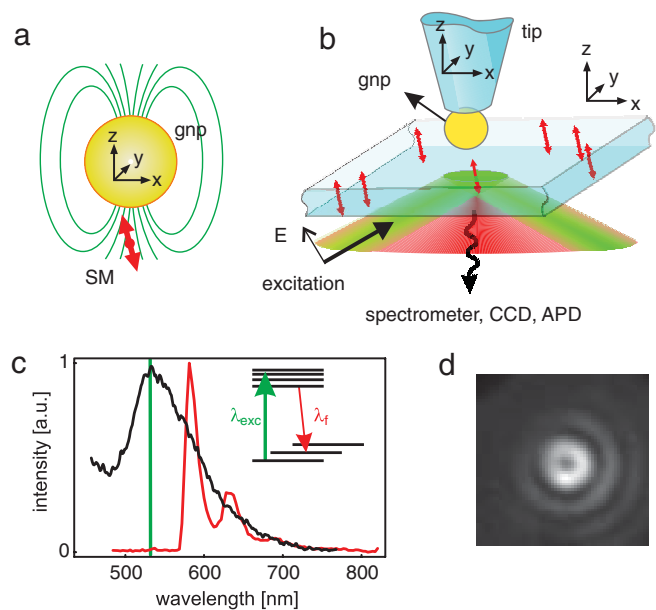 a
z
y
x
gnp
SM
b
tip
z
y
x
z
y
x
gnp
E
excitation
spectrometer, CCD, APD
c
1
0
intensity [a.u.]
λexc
λf
500
600
700
800
wavelength [nm]
d